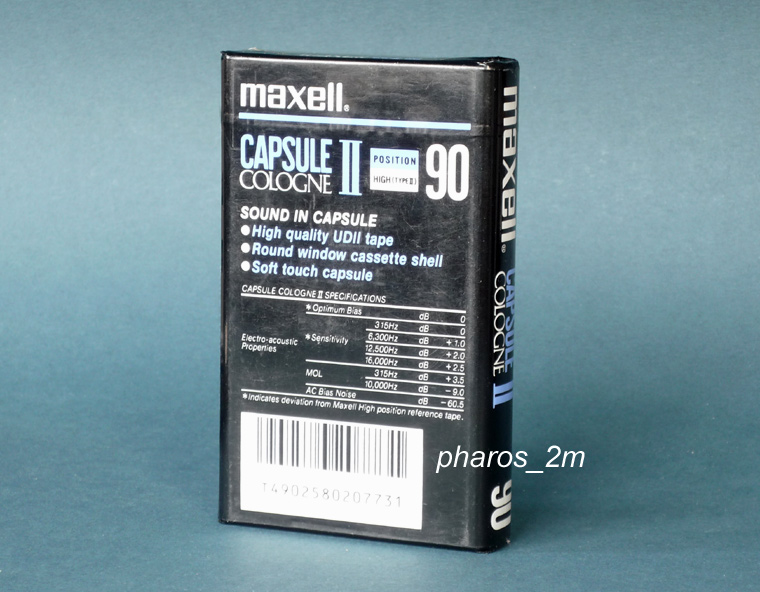 maxell®
CAPSULE II
COLOGNE
POSITION
HIGH (TYPE II)
90
SOUND IN CAPSULE
●High quality UDII tape
●Round window cassette shell
●Soft touch capsule
CAPSULE COLOGNE II SPECIFICATIONS
Electro-acoustic Properties
*Optimum Bias dB 0
*Sensitivity 315Hz dB 0
6,300Hz dB +1.0
12,500Hz dB +2.0
16,000Hz dB +2.5
MOL 315Hz dB +3.5
10,000Hz dB -9.0
AC Bias Noise dB -60.5
*Indicates deviation from Maxell High position reference tape.
T4902580207731
maxell®
CAPSULE II
COLOGNE
90
pharos_2m